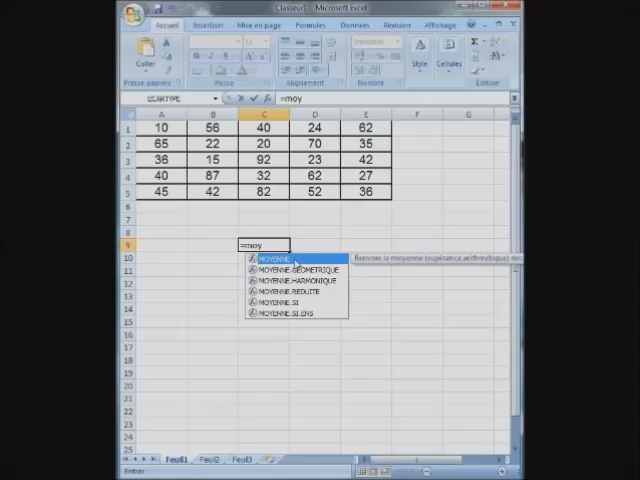 Classeur1 - Microsoft Excel
Accueil Insertion Mise en page Formules Données Révision Affichage
Coller Style Cellules
Presse-papiers Police Alignement
ECARTYPE =moy
A B C D E F G
1 10 56 40 24 62
2 65 22 20 70 35
3 36 15 92 23 42
4 40 87 32 62 27
5 45 42 82 52 36
6
7
8
9 =moy
10 MOYENNE Renvoie la moyenne (espérance arithmétique) des
11 MOYENNE.GEOMETRIQUE
12 MOYENNE.HARMONIQUE
13 MOYENNE.REDUITE
14 MOYENNE.SI
15 MOYENNE.SI.ENS
16
17
18
19
20
21
22
23
24
25
Feuil1 Feuil2 Feuil3
Entrer